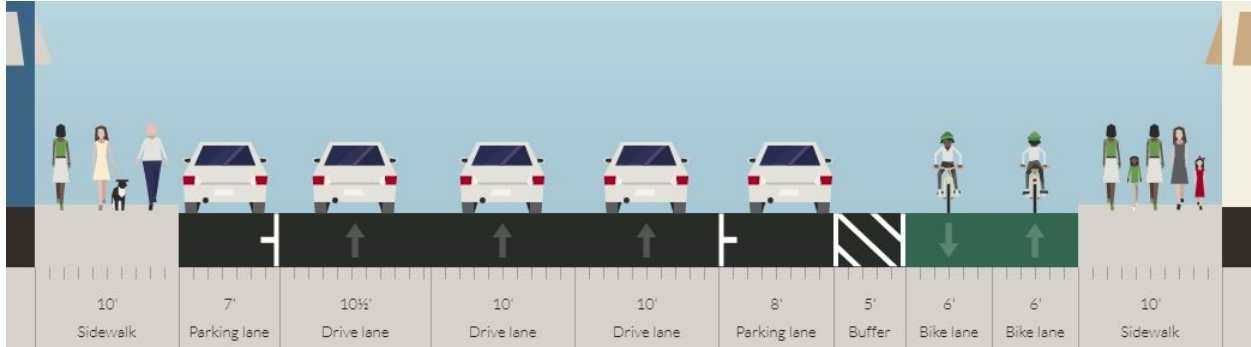 10' 7' 10½' 10' 10' 8' 5' 6' 6' 10'
Sidewalk Parking lane Drive lane Drive lane Drive lane Parking lane Buffer Bike lane Bike lane Sidewalk